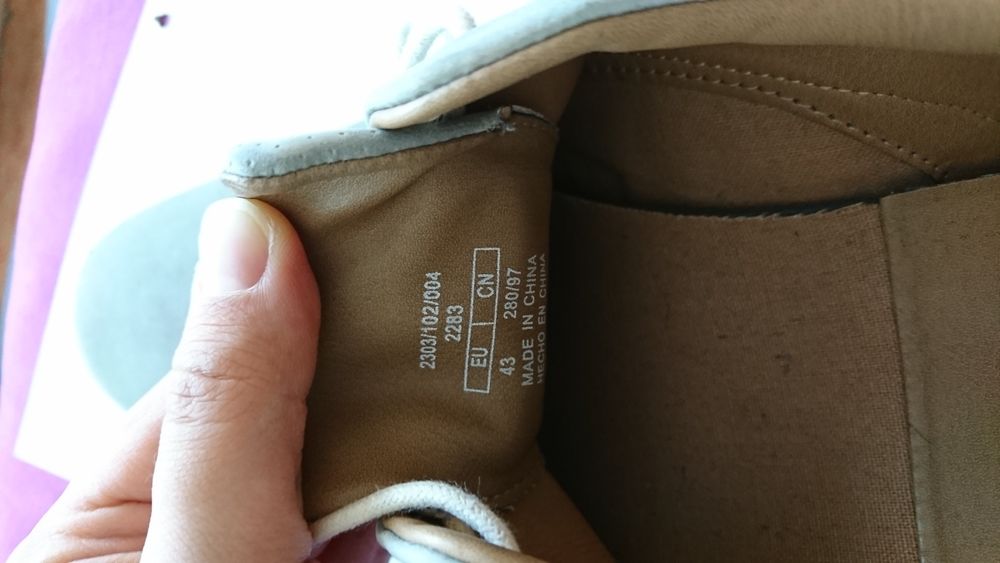 2303/102/004
2283
EU CN
43 280/97
MADE IN CHINA
HECHO EN CHINA